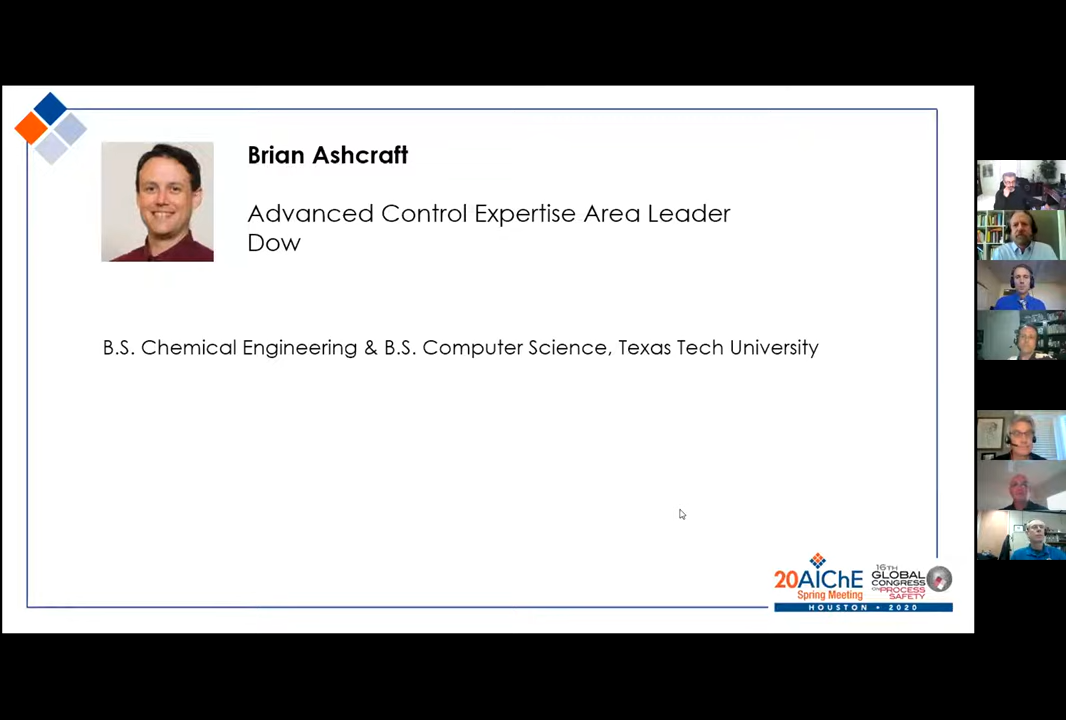 Brian Ashcraft
Advanced Control Expertise Area Leader
Dow
B.S. Chemical Engineering & B.S. Computer Science, Texas Tech University
20AIChE
Spring Meeting
16TH
GLOBAL
CONGRESS
ON PROCESS
SAFETY
HOUSTON • 2020